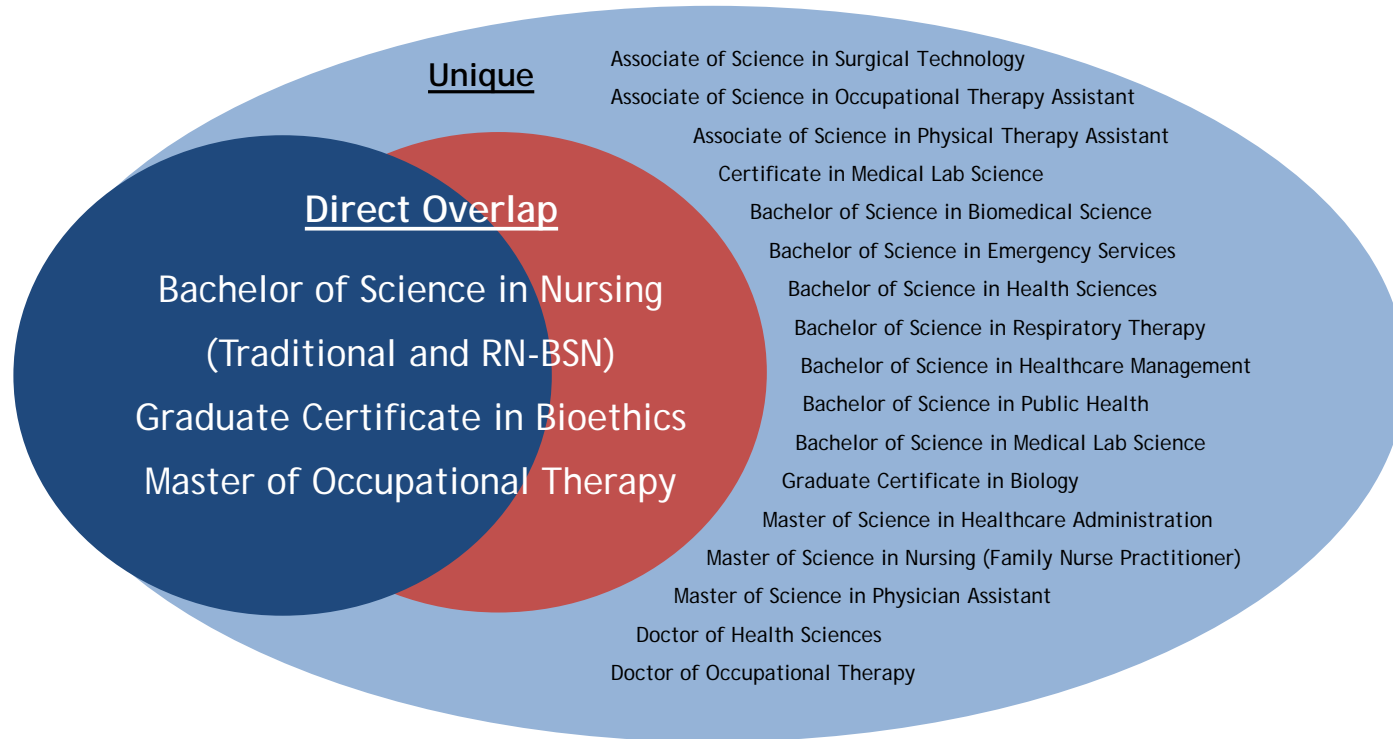 Unique
Associate of Science in Surgical Technology
Associate of Science in Occupational Therapy Assistant
Associate of Science in Physical Therapy Assistant
Certificate in Medical Lab Science
Bachelor of Science in Biomedical Science
Bachelor of Science in Emergency Services
Bachelor of Science in Health Sciences
Bachelor of Science in Respiratory Therapy
Bachelor of Science in Healthcare Management
Bachelor of Science in Public Health
Bachelor of Science in Medical Lab Science
Graduate Certificate in Biology
Master of Science in Healthcare Administration
Master of Science in Nursing (Family Nurse Practitioner)
Master of Science in Physician Assistant
Doctor of Health Sciences
Doctor of Occupational Therapy
Direct Overlap
Bachelor of Science in Nursing
(Traditional and RN-BSN)
Graduate Certificate in Bioethics
Master of Occupational Therapy